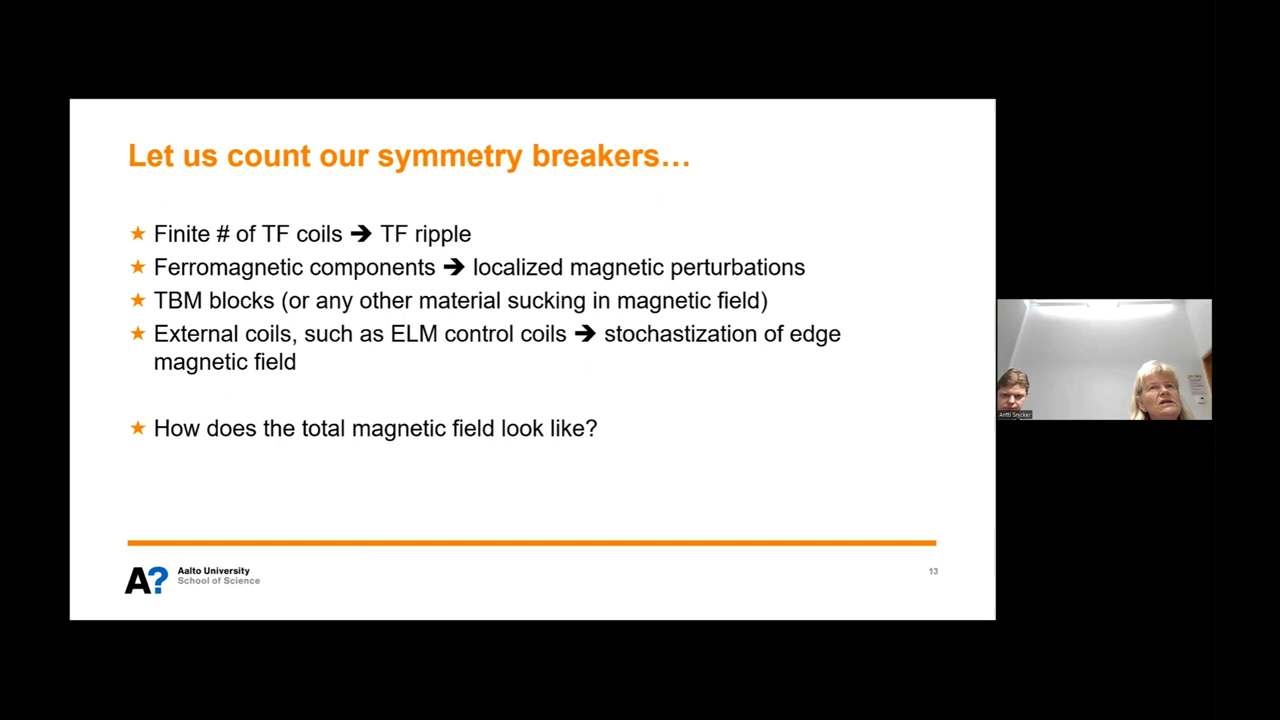 Let us count our symmetry breakers…
★ Finite # of TF coils ➔ TF ripple
★ Ferromagnetic components ➔ localized magnetic perturbations
★ TBM blocks (or any other material sucking in magnetic field)
★ External coils, such as ELM control coils ➔ stochastization of edge
magnetic field
★ How does the total magnetic field look like?
A?
Aalto University
School of Science
13
Antti Snicker